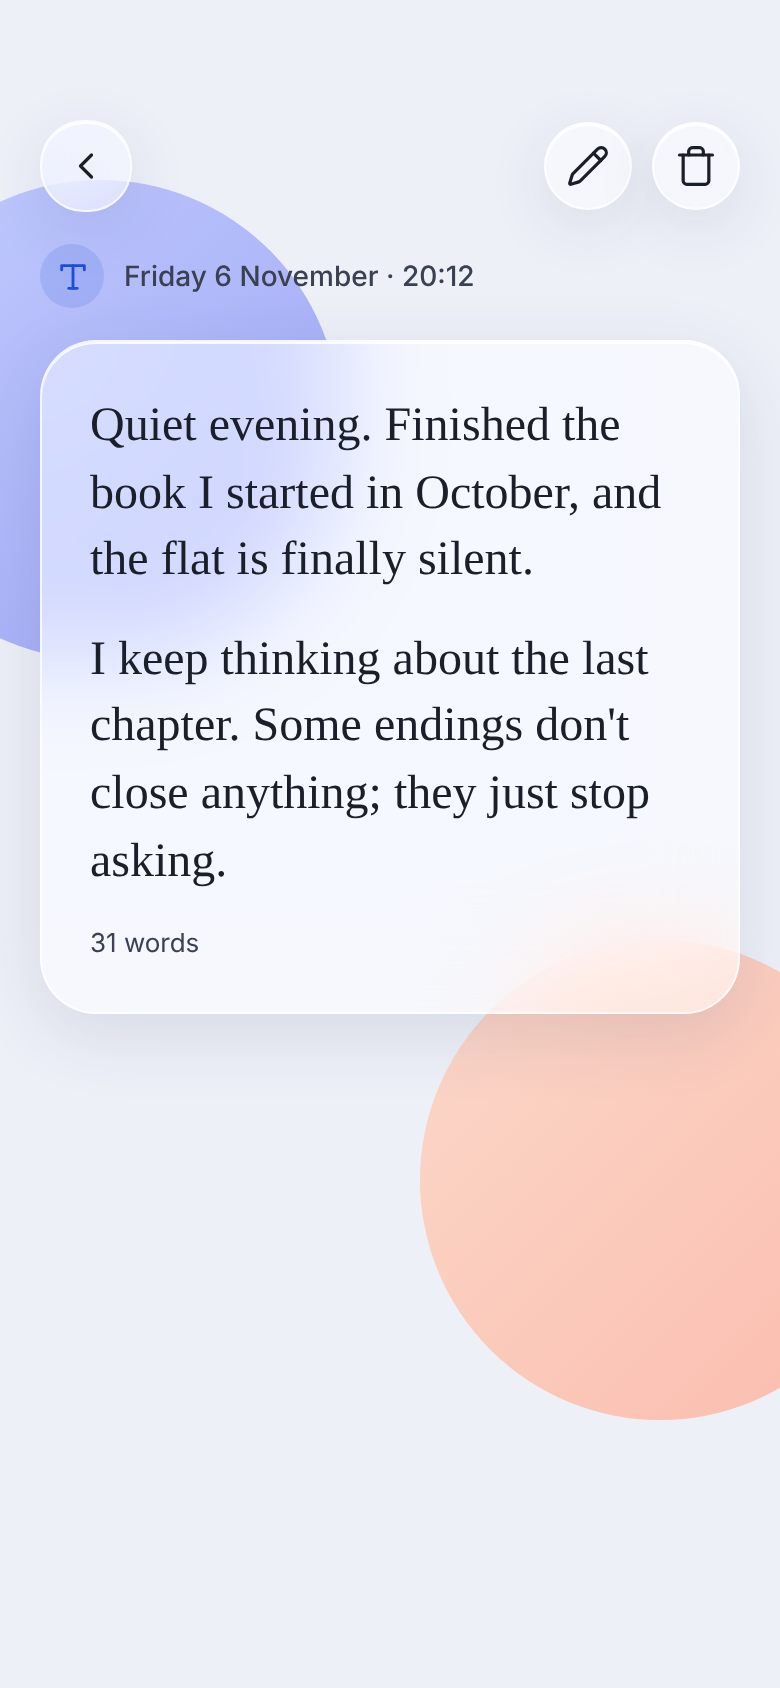 T
Friday 6 November · 20:12
Quiet evening. Finished the
book I started in October, and
the flat is finally silent.
I keep thinking about the last
chapter. Some endings don't
close anything; they just stop
asking.
31 words